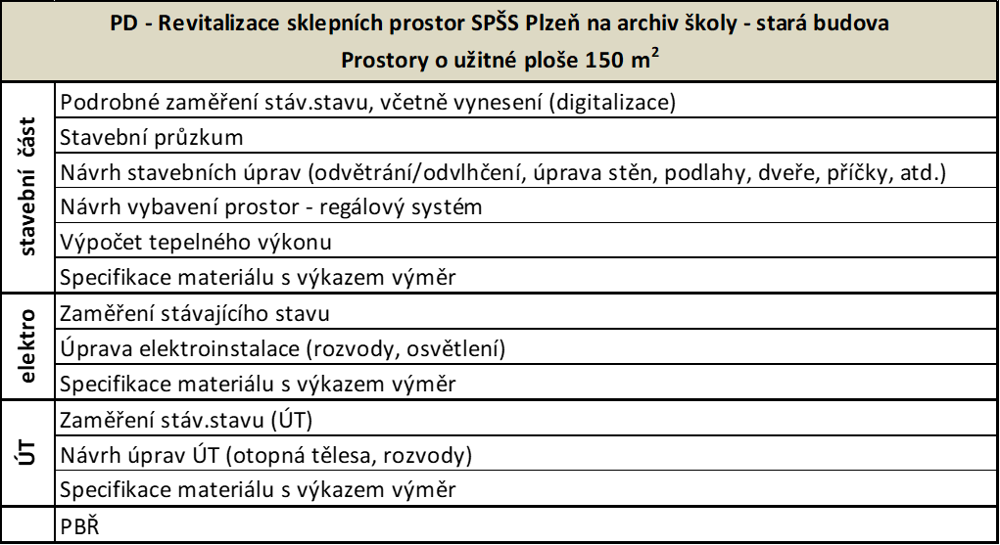 PD - Revitalizace sklepních prostor SPŠS Plzeň na archiv školy - stará budova
Prostory o užitné ploše 150 m²
stavební část
Podrobné zaměření stáv.stavu, včetně vynesení (digitalizace)
Stavební průzkum
Návrh stavebních úprav (odvětrání/odvlhčení, úprava stěn, podlahy, dveře, příčky, atd.)
Návrh vybavení prostor - regálový systém
Výpočet tepelného výkonu
Specifikace materiálu s výkazem výměr
elektro
Zaměření stávajícího stavu
Úprava elektroinstalace (rozvody, osvětlení)
Specifikace materiálu s výkazem výměr
ÚT
Zaměření stáv.stavu (ÚT)
Návrh úprav ÚT (otopná tělesa, rozvody)
Specifikace materiálu s výkazem výměr
PBŘ